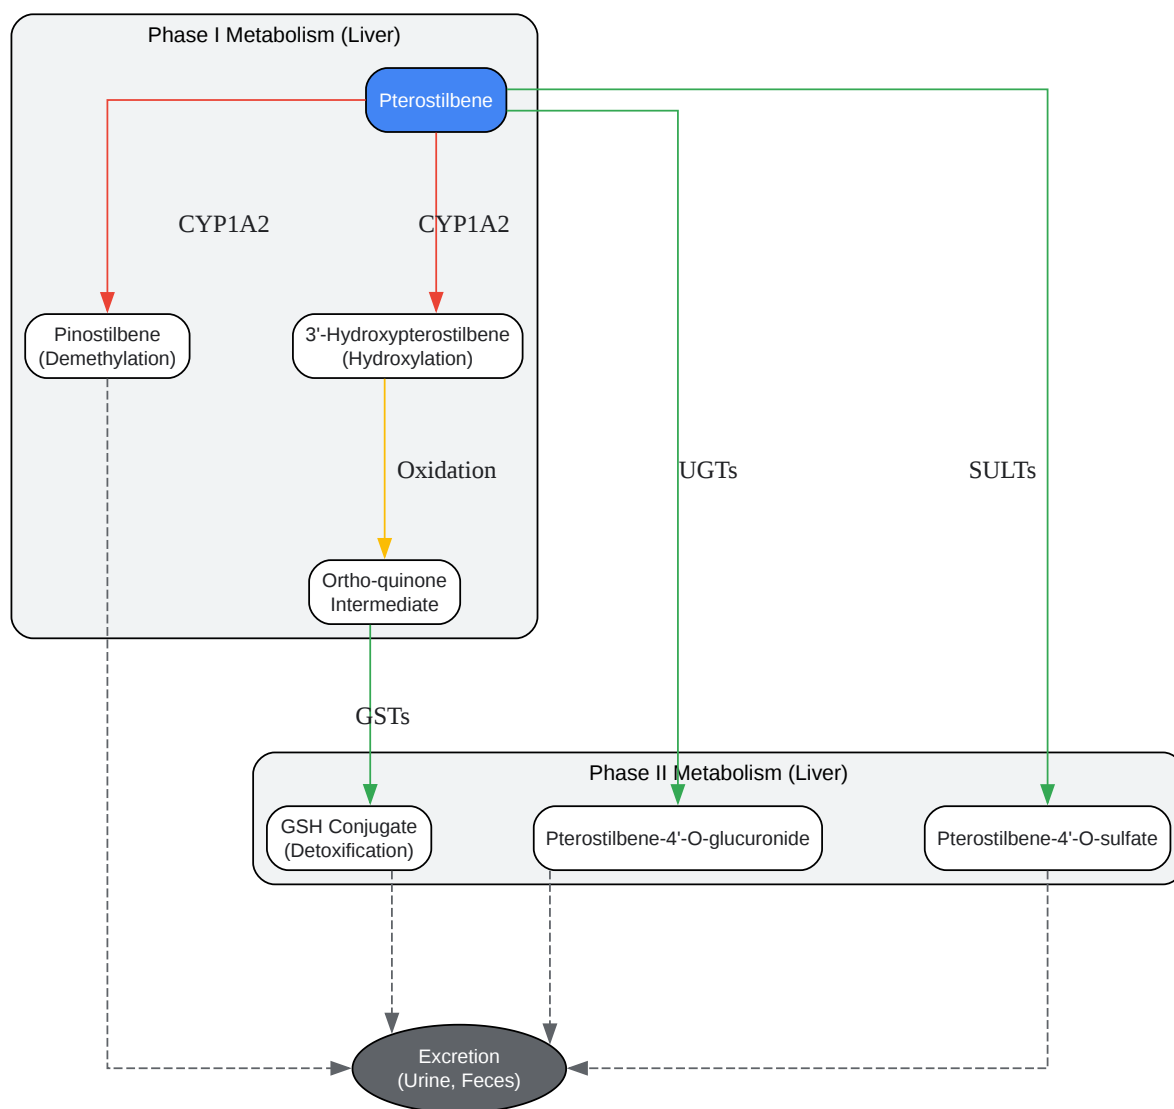 Phase I Metabolism (Liver)
Pterostilbene
CYP1A2
CYP1A2
Pinostilbene
(Demethylation)
3'-Hydroxypterostilbene
(Hydroxylation)
Oxidation
UGTs
SULTs
Ortho-quinone
Intermediate
GSTs
Phase II Metabolism (Liver)
GSH Conjugate
(Detoxification)
Pterostilbene-4'-O-glucuronide
Pterostilbene-4'-O-sulfate
Excretion
(Urine, Feces)